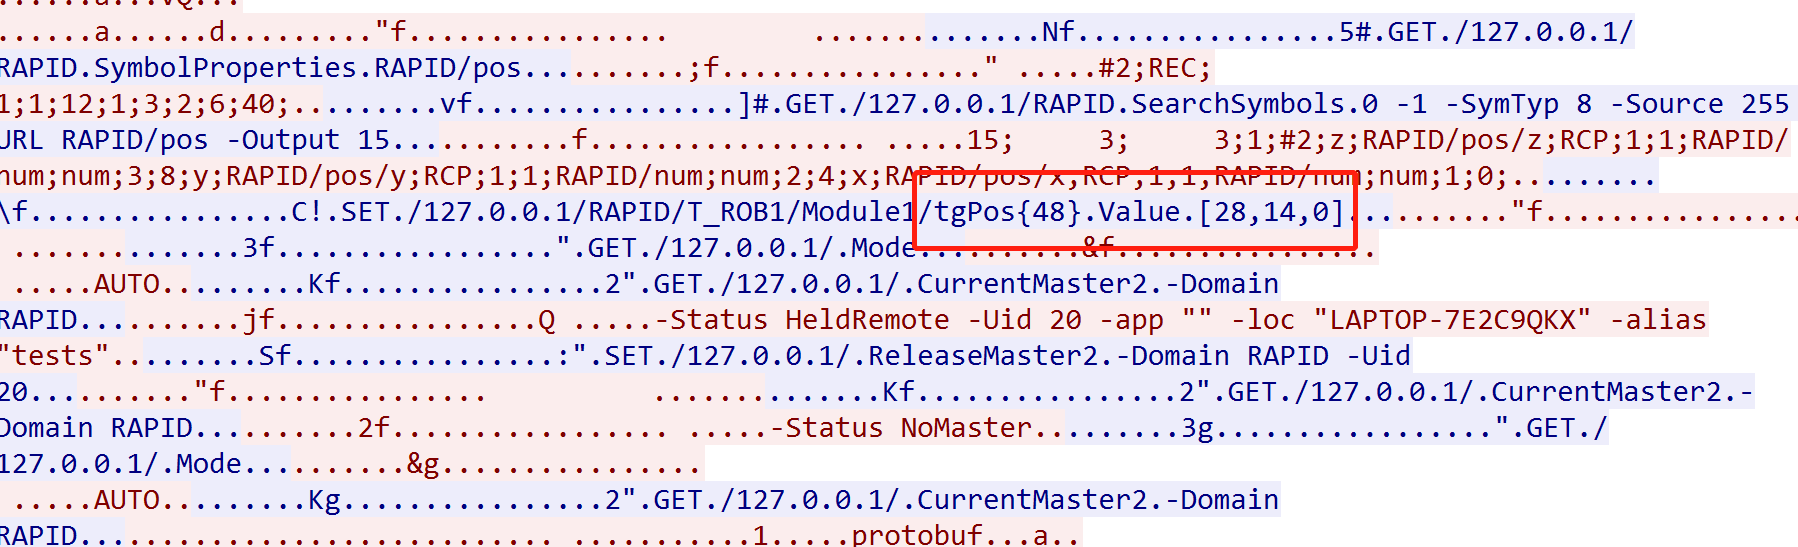 ......a...vQ...
......a......d.........."f................ .............Nf................5#.GET./127.0.0.1/
RAPID.SymbolProperties.RAPID/pos..........;f................" .....#2;REC;
1;1;12;1;3;2;6;40;.........vf................]#.GET./127.0.0.1/RAPID.SearchSymbols.0 -1 -SymTyp 8 -Source 255
URL RAPID/pos -Output 15...........f................. .....15; 3; 3;1;#2;z;RAPID/pos/z;RCP;1;1;RAPID/
num;num;3;8;y;RAPID/pos/y;RCP;1;1;RAPID/num;num;2;4;x;RAPID/pos/x;RCP;1;1;RAPID/num;num;1;0;.........
\f................C!.SET./127.0.0.1/RAPID/T_ROB1/Module1/tgPos{48}.Value.[28,14,0].........."f................
..............3f.................".GET./127.0.0.1/.Mode..........&f................
.....AUTO.........Kf................2".GET./127.0.0.1/.CurrentMaster2.-Domain
RAPID..........jf................Q .....-Status HeldRemote -Uid 20 -app "" -loc "LAPTOP-7E2C9QKX" -alias
"tests".........Sf................:".SET./127.0.0.1/.ReleaseMaster2.-Domain RAPID -Uid
20.........."f................ ..............Kf................2".GET./127.0.0.1/.CurrentMaster2.-
Domain RAPID..........2f................. .....-Status NoMaster.........3g.................".GET./
127.0.0.1/.Mode..........&g................
.....AUTO.........Kg................2".GET./127.0.0.1/.CurrentMaster2.-Domain
RAPID............................. ...........1.....protobuf...a..